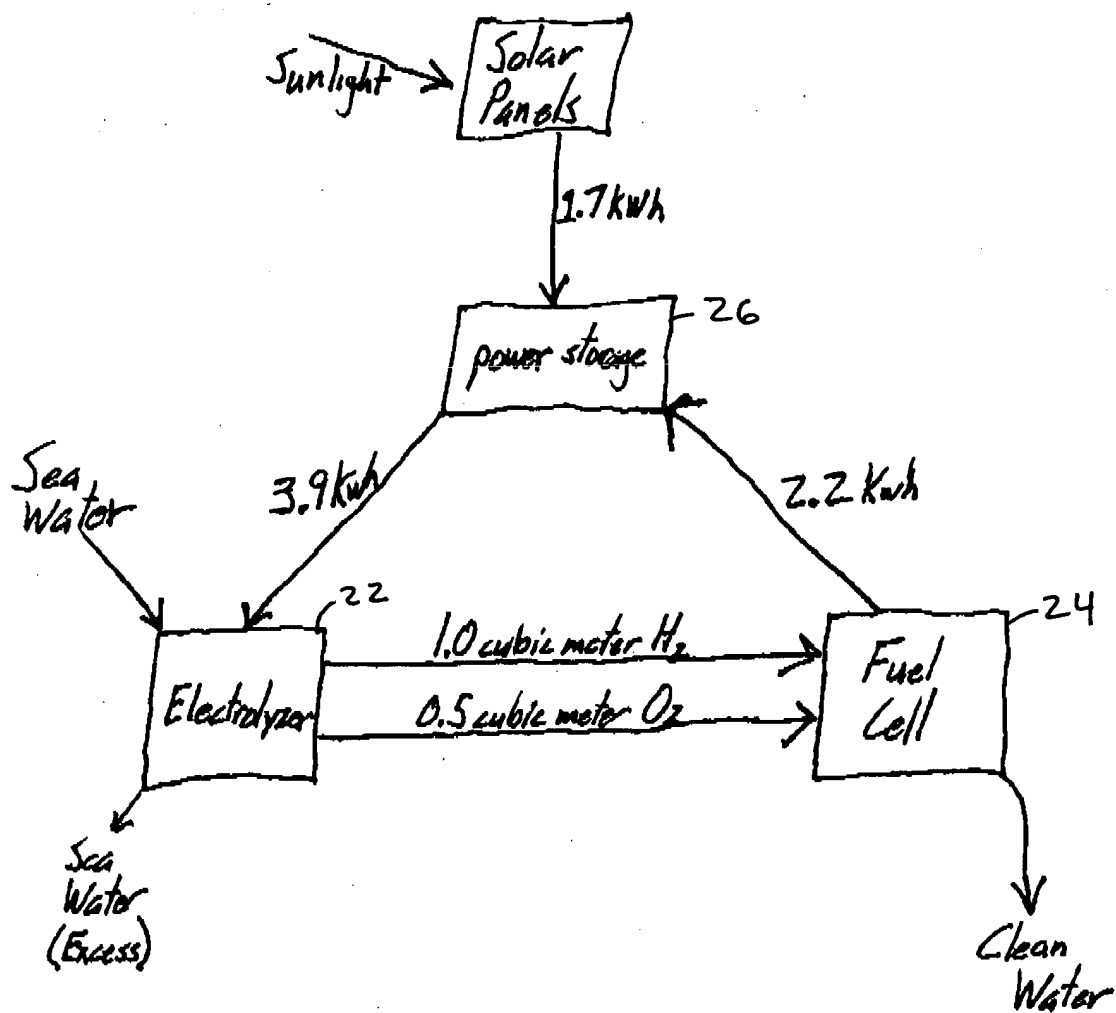 Sunlight
Solar
Panels
1.7 kwh
26
power storage
Sea
Water
3.9 Kwh
2.2 Kwh
22
24
1.0 cubic meter H₂
Fuel
Cell
Electrolyzer
0.5 cubic meter O₂
Sea
Water
(Excess)
Clean
Water